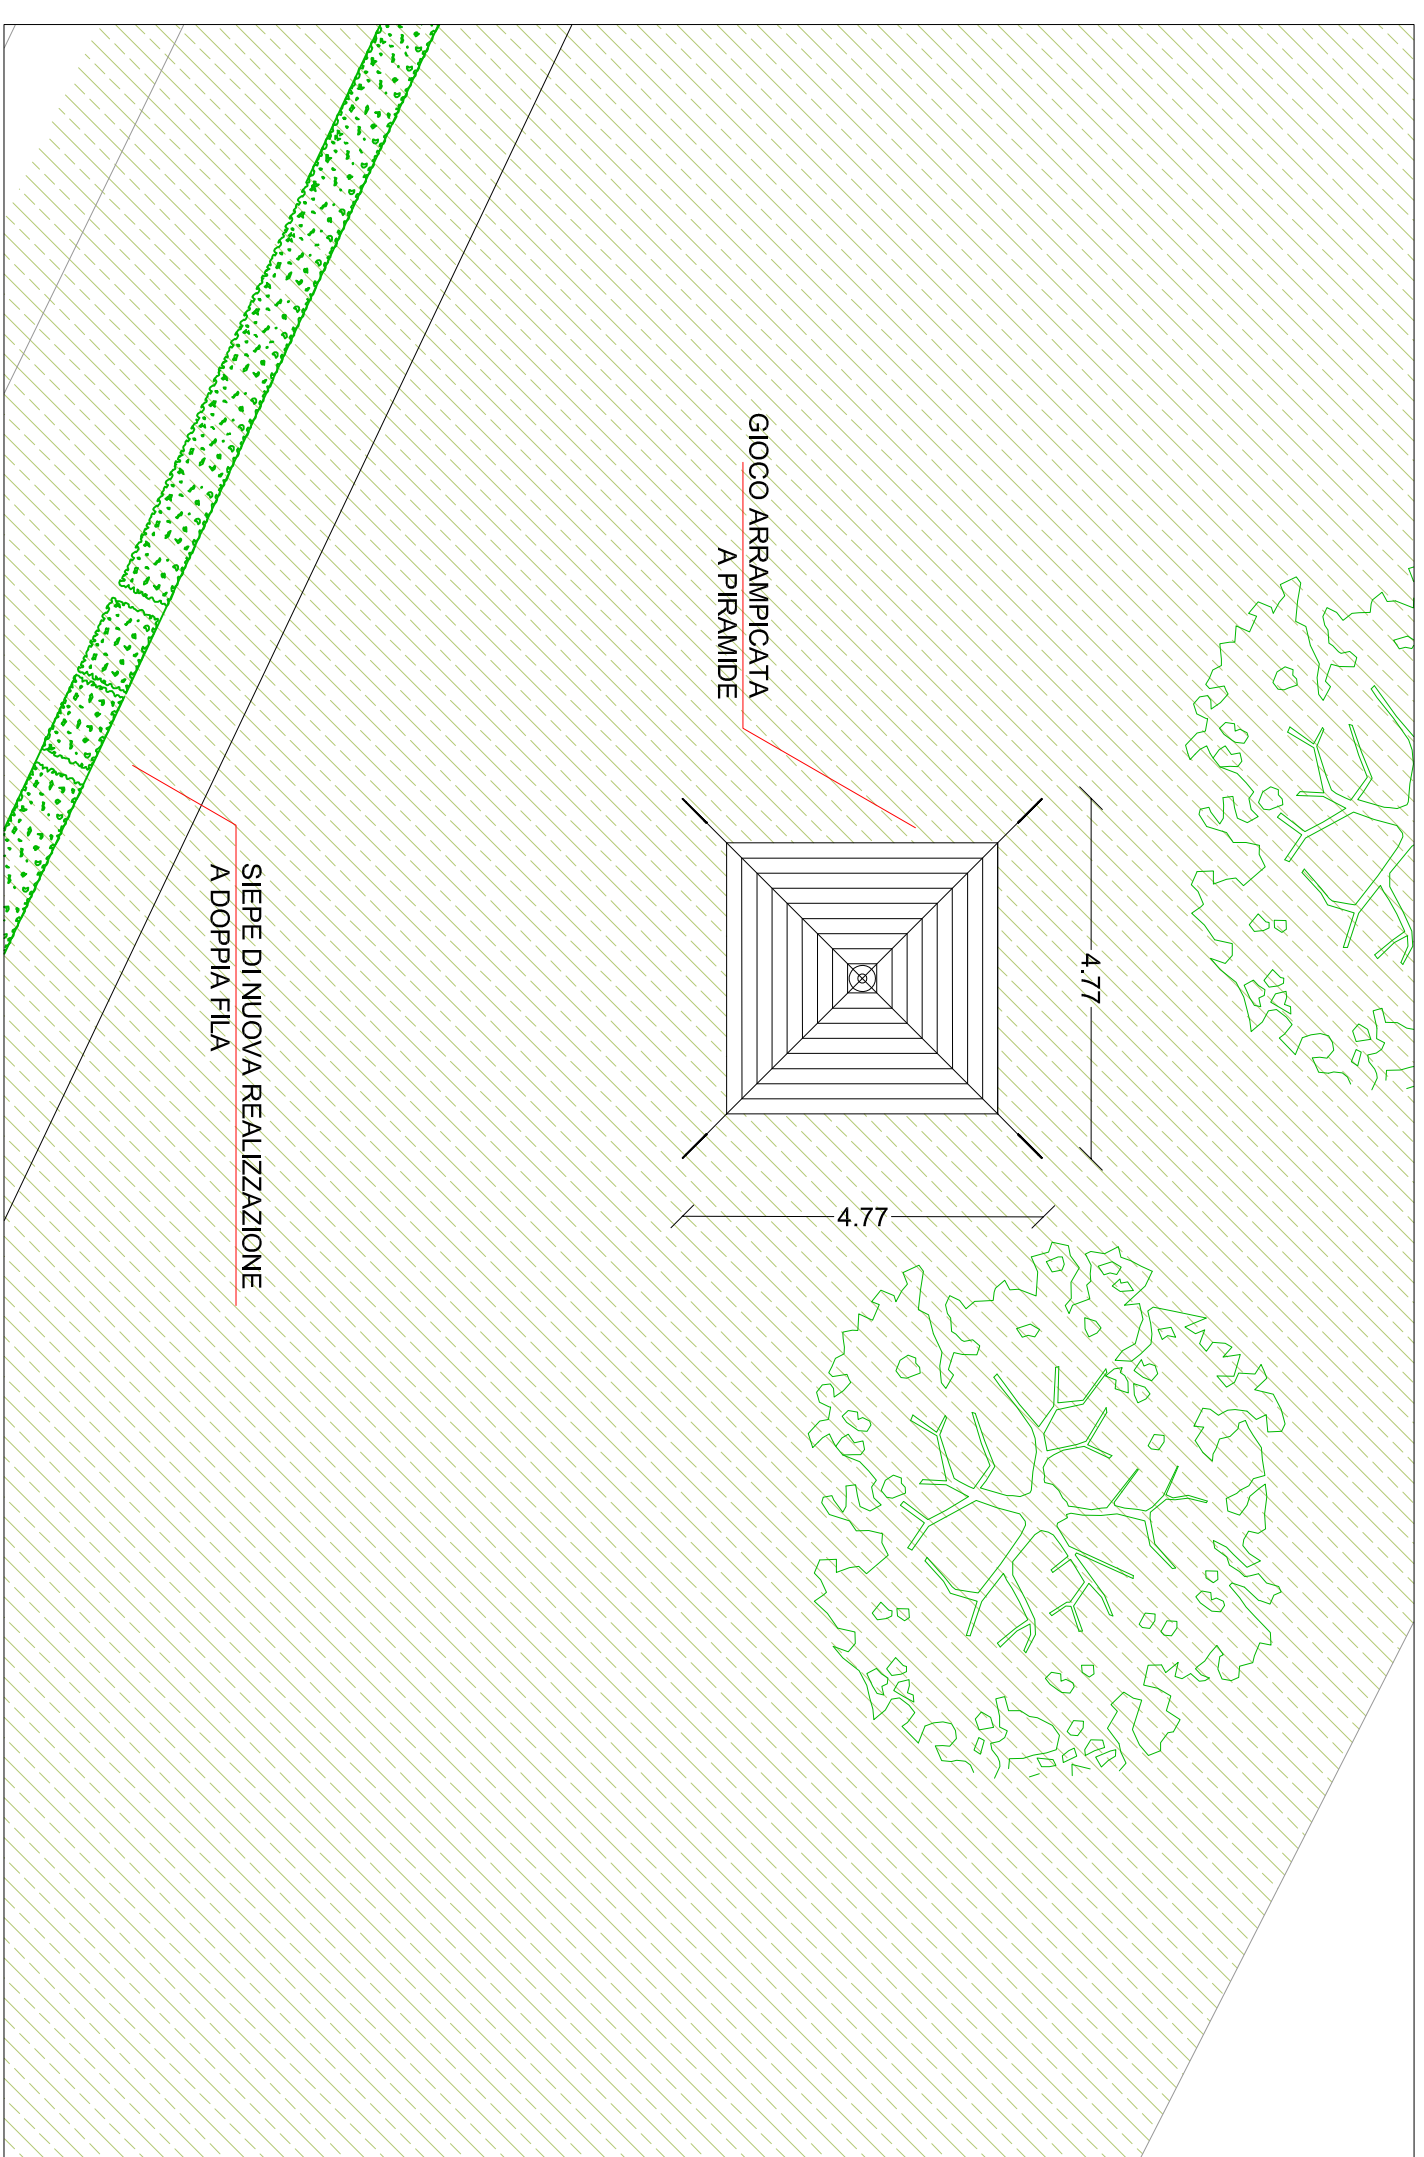 GIOCO ARRAMPICATA
A PIRAMIDE
4.77
4.77
SIEPE DI NUOVA REALIZZAZIONE
A DOPPIA FILA